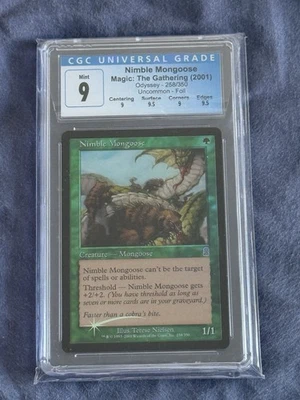 CGC UNIVERSAL GRADE
Mint
9
Nimble Mongoose
Magic: The Gathering (2001)
Odyssey - 258/350
Uncommon - Foil
Centering Surface Corners Edges
9 9.5 9 9.5
Nimble Mongoose
Creature — Mongoose
Nimble Mongoose can't be the target
of spells or abilities.
Threshold — Nimble Mongoose gets
+2/+2. (You have threshold as long as
seven or more cards are in your graveyard.)
Faster than a cobra's bite.
Illus. Terese Nielsen
1/1